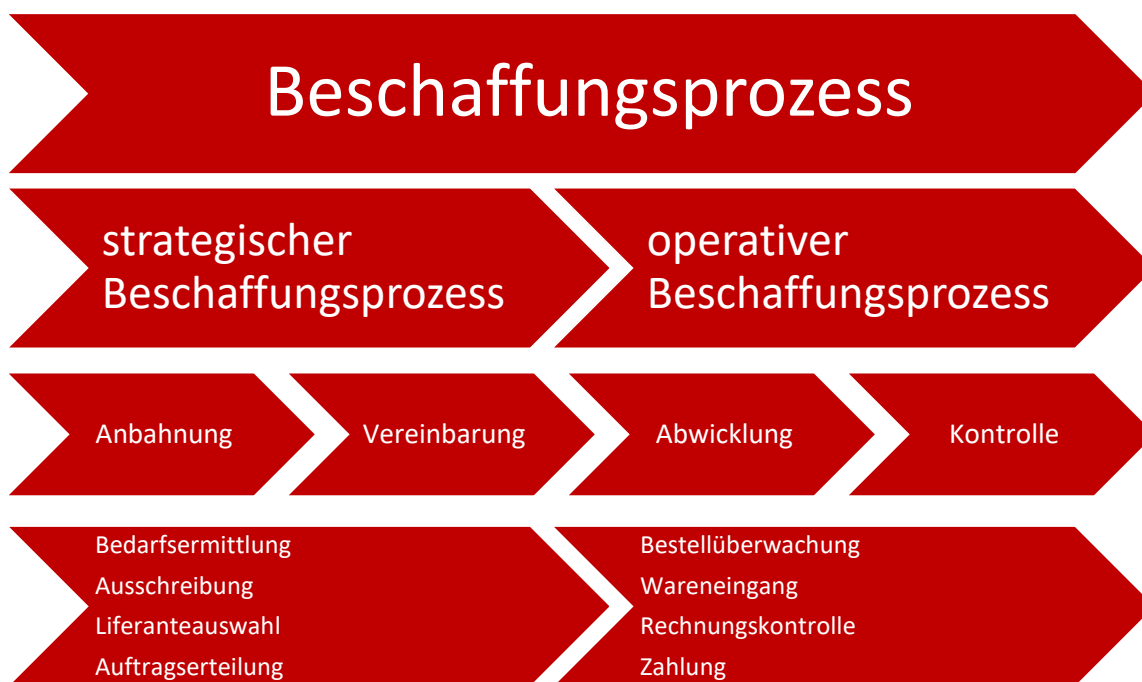 Beschaffungsprozess
strategischer
Beschaffungsprozess
operativer
Beschaffungsprozess
Anbahnung
Vereinbarung
Abwicklung
Kontrolle
Bedarfsermittlung
Ausschreibung
Liferanteauswahl
Auftragserteilung
Bestellüberwachung
Wareneingang
Rechnungskontrolle
Zahlung